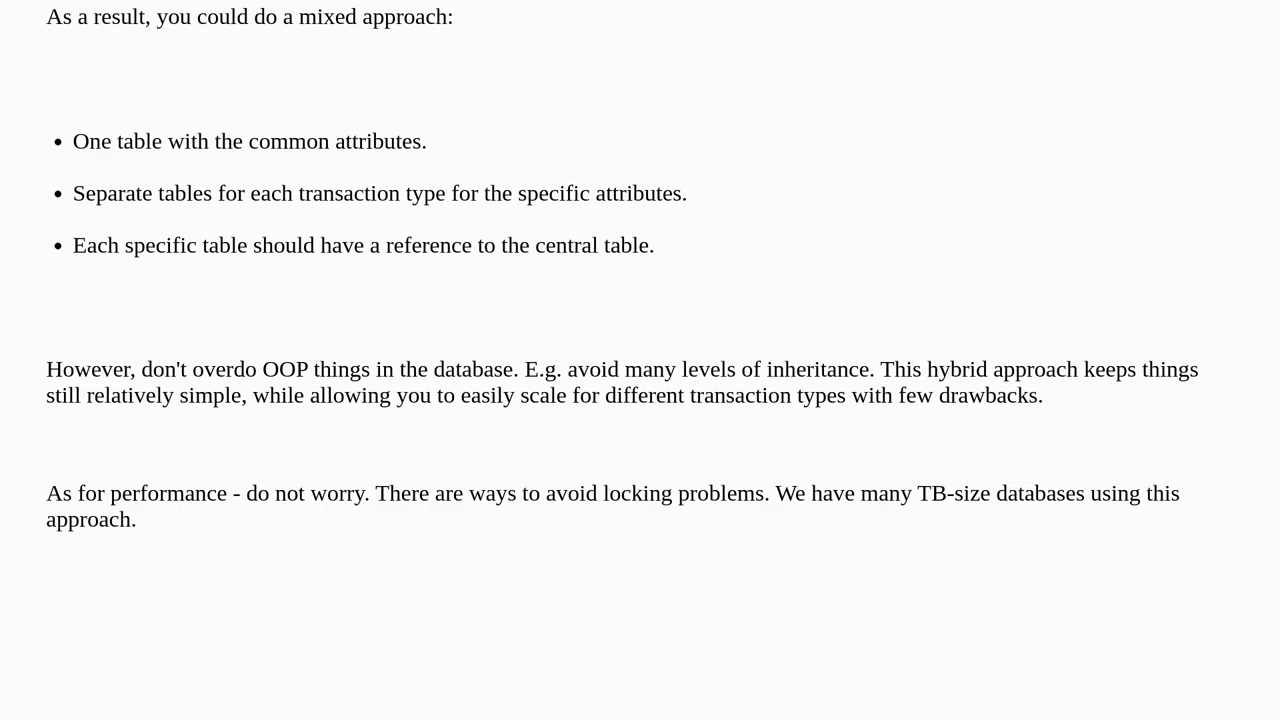 As a result, you could do a mixed approach:
• One table with the common attributes.
• Separate tables for each transaction type for the specific attributes.
• Each specific table should have a reference to the central table.
However, don't overdo OOP things in the database. E.g. avoid many levels of inheritance. This hybrid approach keeps things
still relatively simple, while allowing you to easily scale for different transaction types with few drawbacks.
As for performance - do not worry. There are ways to avoid locking problems. We have many TB-size databases using this
approach.